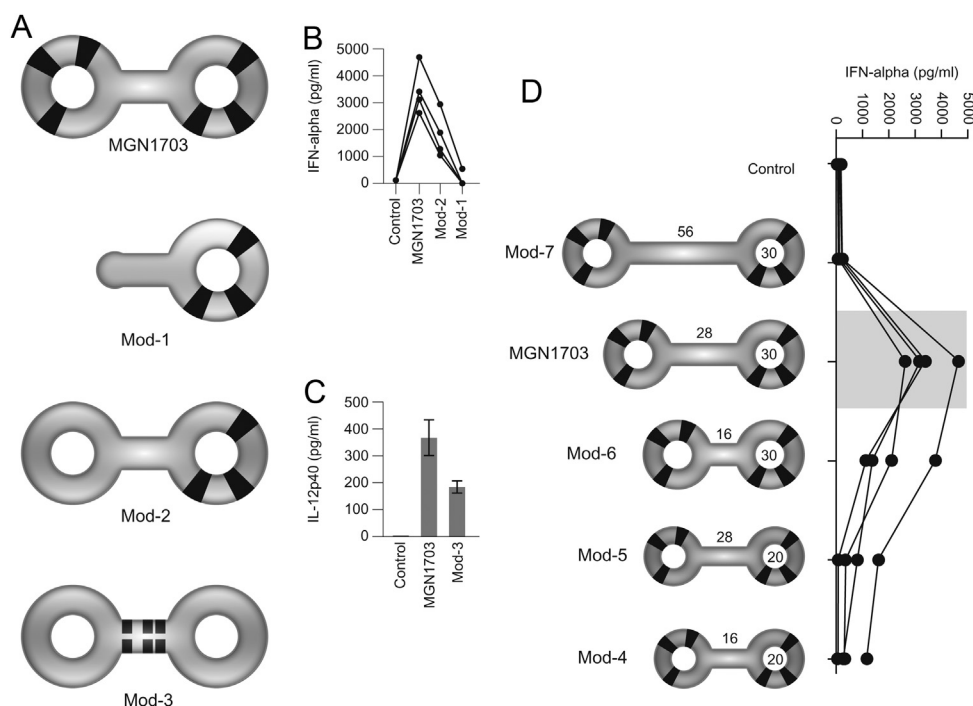 A
MGN1703
Mod-1
Mod-2
Mod-3
B
IFN-alpha (pg/ml)
5000
4000
3000
2000
1000
0
Control
MGN1703
Mod-2
Mod-1
C
IL-12p40 (pg/ml)
500
400
300
200
100
0
Control
MGN1703
Mod-3
D
IFN-alpha (pg/ml)
0
1000
2000
3000
4000
5000
Control
Mod-7
56
30
MGN1703
28
30
Mod-6
16
30
Mod-5
28
20
Mod-4
16
20